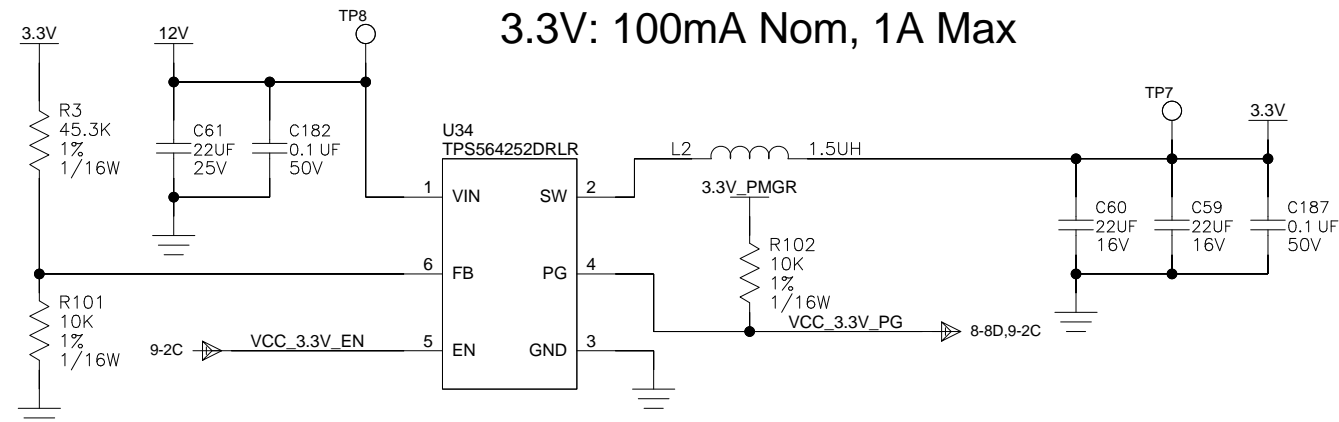 3.3V: 100mA Nom, 1A Max
3.3V
12V
TP8
R3
45.3K
1%
1/16W
C61
22UF
25V
C182
0.1 UF
50V
U34
TPS564252DRLR
1
VIN
SW
2
6
FB
PG
4
5
EN
GND
3
L2
1.5UH
3.3V_PMGR
R102
10K
1%
1/16W
VCC_3.3V_PG
8-8D,9-2C
R101
10K
1%
1/16W
9-2C
VCC_3.3V_EN
TP7
3.3V
C60
22UF
16V
C59
22UF
16V
C187
0.1 UF
50V